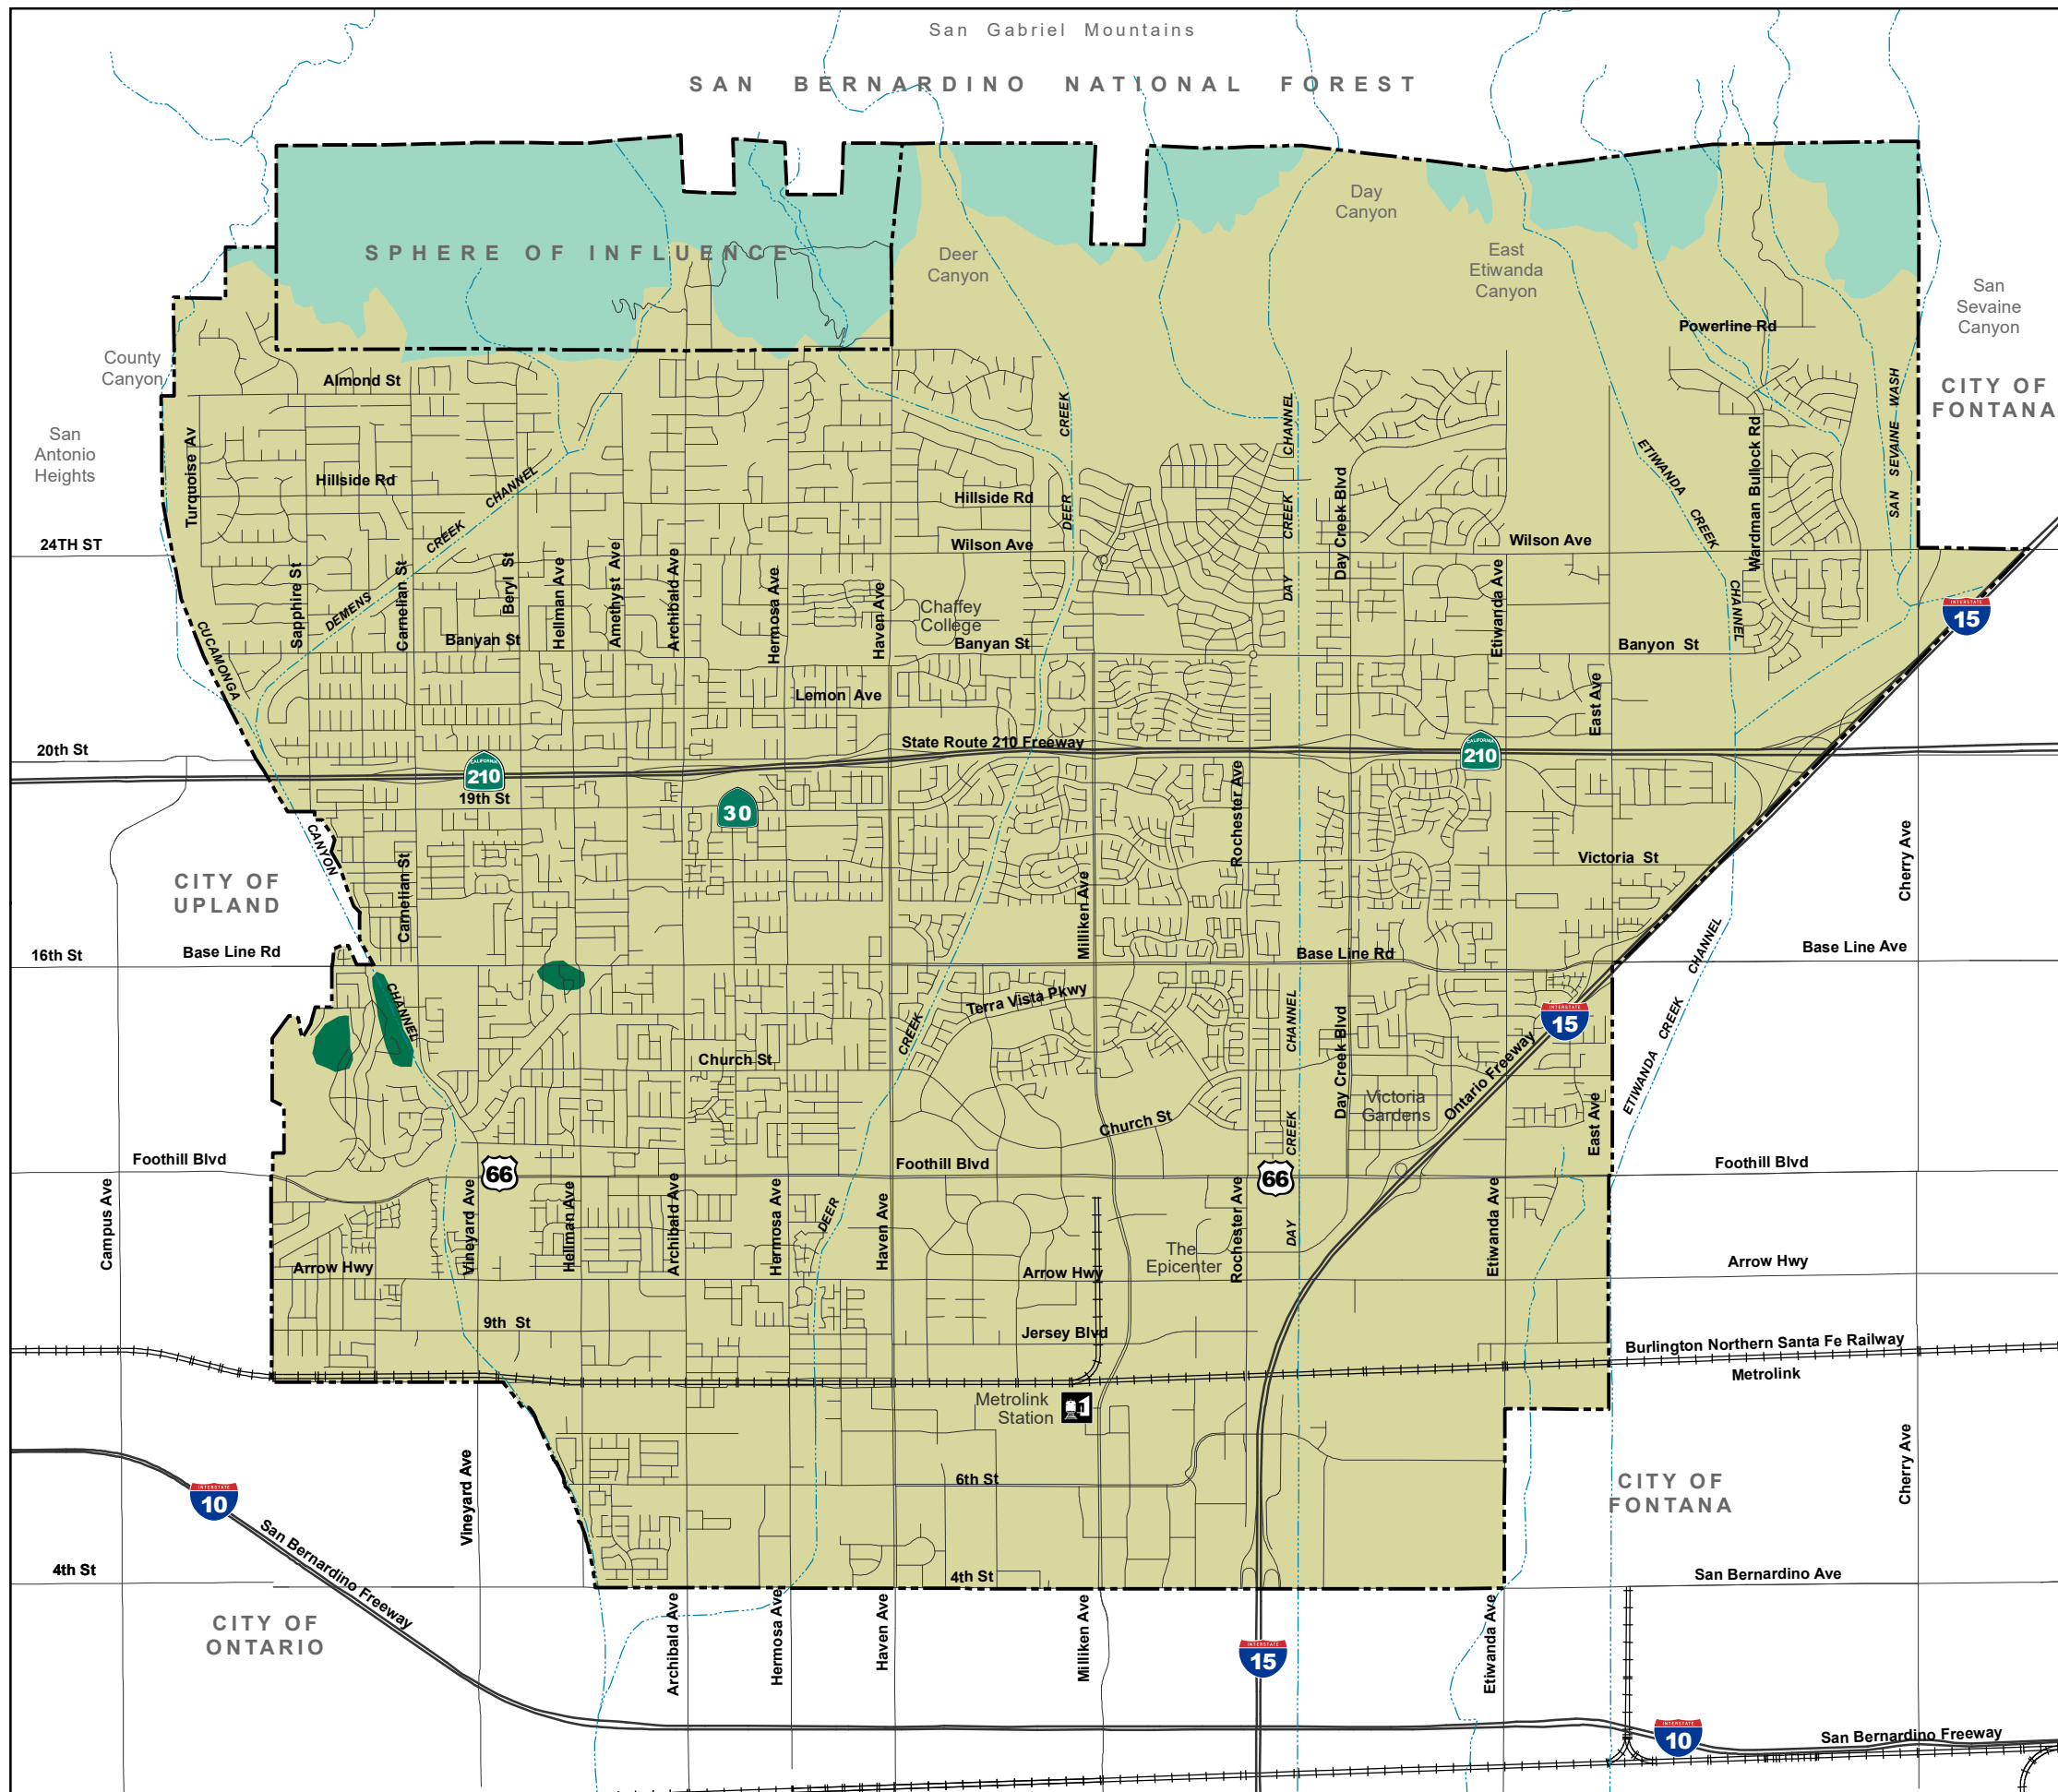 San Gabriel Mountains
SAN BERNARDINO NATIONAL FOREST
Day
Canyon
SPHERE OF INFLUENCE
Deer
Canyon
East
Etiwanda
Canyon
San
Sevaine
Canyon
Powerline Rd
County
Canyon
Almond St
CITY OF
FONTANA
San
Antonio
Heights
Turquoise Av
Hillside Rd
CREEK CHANNEL
DEMENS
Hillside Rd
DEER
CREEK
DAY
CREEK
CHANNEL
Day Creek Blvd
ETIWANDA
CREEK
CHANNEL
Wardman Bullock Rd
SAN SEVAINE WASH
24TH ST
Wilson Ave
Wilson Ave
Sapphire St
Carnelian St
Beryl St
Hellman Ave
Amethyst Ave
Archibald Ave
Hermosa Ave
Haven Ave
Chaffey
College
Etiwanda Ave
INTERSTATE
15
CUCAMONGA
Banyan St
Banyan St
Banyon St
Lemon Ave
East Ave
20th St
State Route 210 Freeway
CALIFORNIA
210
CALIFORNIA
210
19th St
30
CANYON
Rochester Ave
Victoria St
Cherry Ave
CITY OF
UPLAND
Carnelian St
Milliken Ave
16th St
Base Line Rd
Base Line Rd
Base Line Ave
CHANNEL
Terra Vista Pkwy
CREEK
CHANNEL
INTERSTATE
15
ETIWANDA CREEK CHANNEL
Church St
Day Creek Blvd
Victoria
Gardens
Ontario Freeway
Church St
CREEK
East Ave
Foothill Blvd
66
Foothill Blvd
66
Foothill Blvd
Campus Ave
Vineyard Ave
Hellman Ave
Archibald Ave
Hermosa Ave
DEER
Haven Ave
The
Epicenter
Rochester Ave
DAY
Etiwanda Ave
Arrow Hwy
Arrow Hwy
Arrow Hwy
9th St
Jersey Blvd
Burlington Northern Santa Fe Railway
Metrolink
Metrolink
Station
Vineyard Ave
6th St
CITY OF
FONTANA
Cherry Ave
INTERSTATE
10
San Bernardino Freeway
4th St
4th St
San Bernardino Ave
CITY OF
ONTARIO
Archibald Ave
Hermosa Ave
Haven Ave
Milliken Ave
INTERSTATE
15
Etiwanda Ave
INTERSTATE
10
San Bernardino Freeway